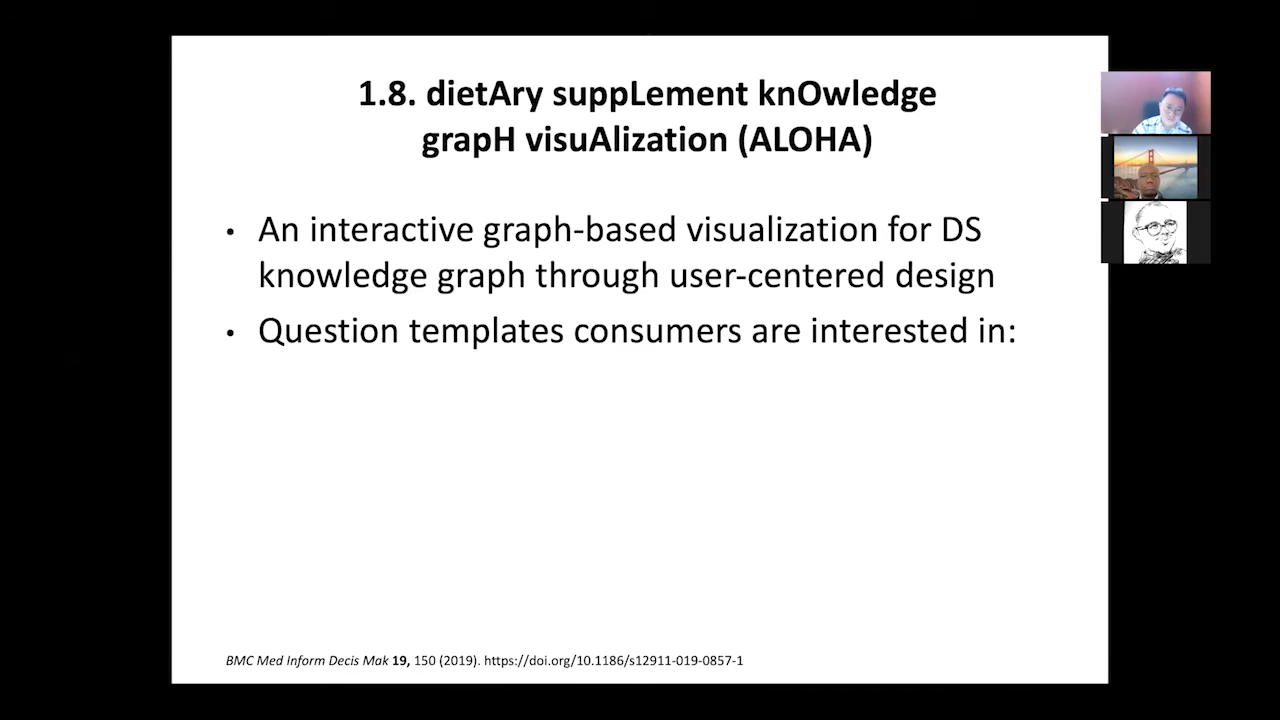 1.8. dietAry suppLement knOwledge
grapH visuAlization (ALOHA)
• An interactive graph-based visualization for DS
knowledge graph through user-centered design
• Question templates consumers are interested in:
BMC Med Inform Decis Mak 19, 150 (2019). https://doi.org/10.1186/s12911-019-0857-1